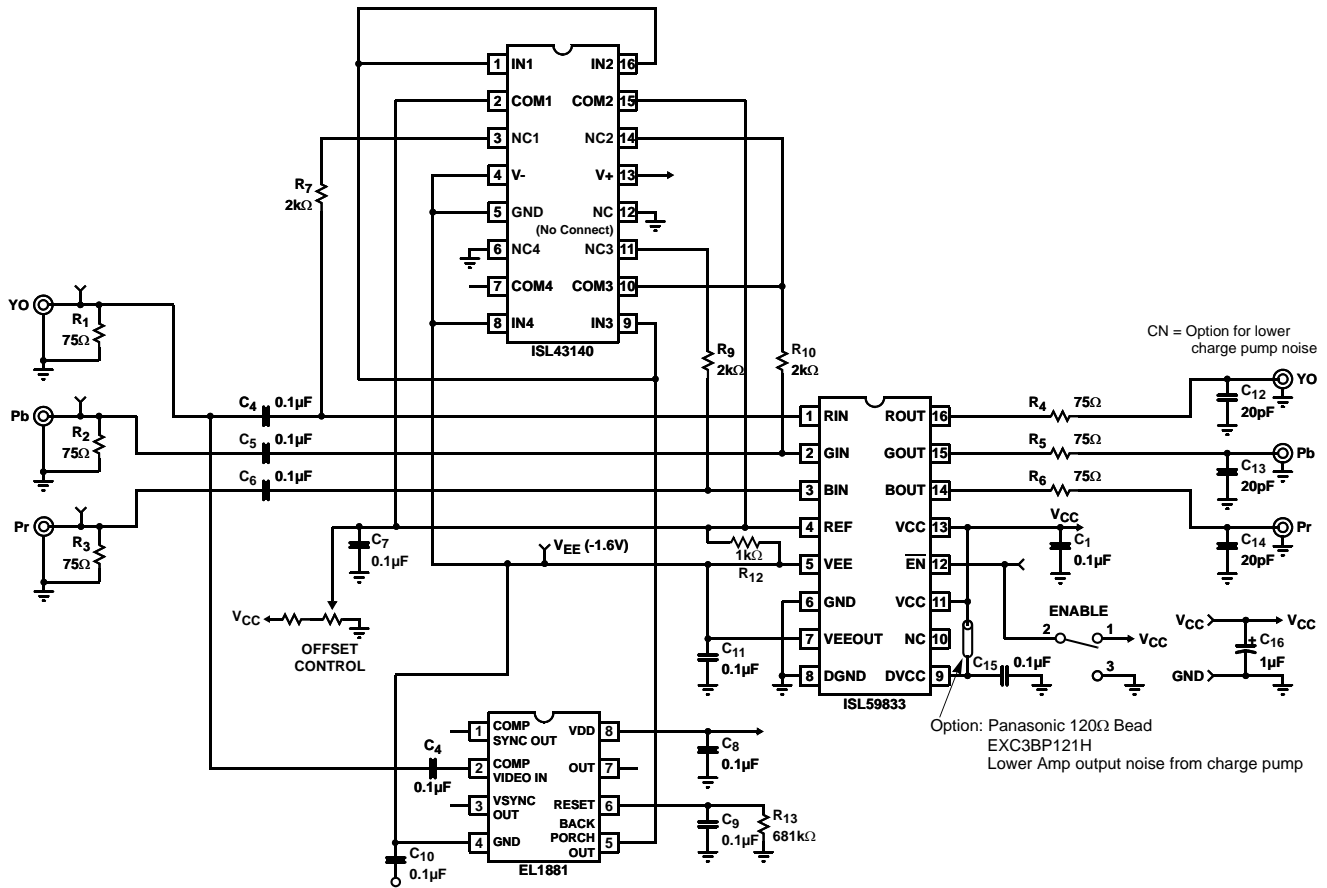 1 IN1 IN2 16
2 COM1 COM2 15
3 NC1 NC2 14
4 V- V+ 13
5 GND NC 12
(No Connect)
6 NC4 NC3 11
7 COM4 COM3 10
8 IN4 IN3 9
ISL43140
R7
2kΩ
YO
R1
75Ω
Pb
R2
75Ω
Pr
R3
75Ω
C4 0.1µF
C5 0.1µF
C6 0.1µF
R9
2kΩ
R10
2kΩ
C7
0.1µF
VCC
OFFSET
CONTROL
VEE (-1.6V)
1kΩ
R12
C11
0.1µF
1 RIN ROUT 16
2 GIN GOUT 15
3 BIN BOUT 14
4 REF VCC 13
5 VEE EN 12
6 GND VCC 11
7 VEEOUT NC 10
8 DGND DVCC 9
ISL59833
R4 75Ω
R5 75Ω
R6 75Ω
CN = Option for lower
charge pump noise
YO
C12
20pF
Pb
C13
20pF
Pr
C14
20pF
VCC
C1
0.1µF
ENABLE
2 1 VCC
3
C15 0.1µF
VCC VCC
C16
+
1µF
GND
Option: Panasonic 120Ω Bead
EXC3BP121H
Lower Amp output noise from charge pump
1 COMP
SYNC OUT
VDD 8
2 COMP
VIDEO IN
OUT 7
3 VSYNC
OUT
RESET 6
4 GND
BACK
PORCH
OUT 5
EL1881
C4
0.1µF
C8
0.1µF
C9
0.1µF
R13
681kΩ
C10
0.1µF